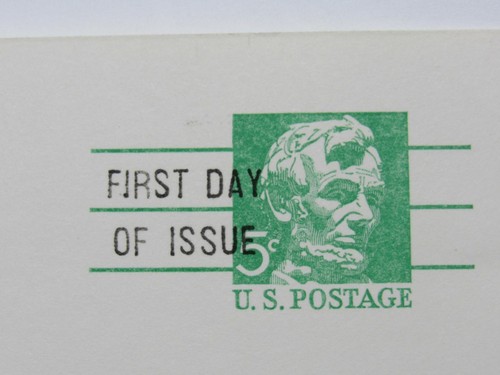 FIRST DAY
OF ISSUE
5c
U.S. POSTAGE